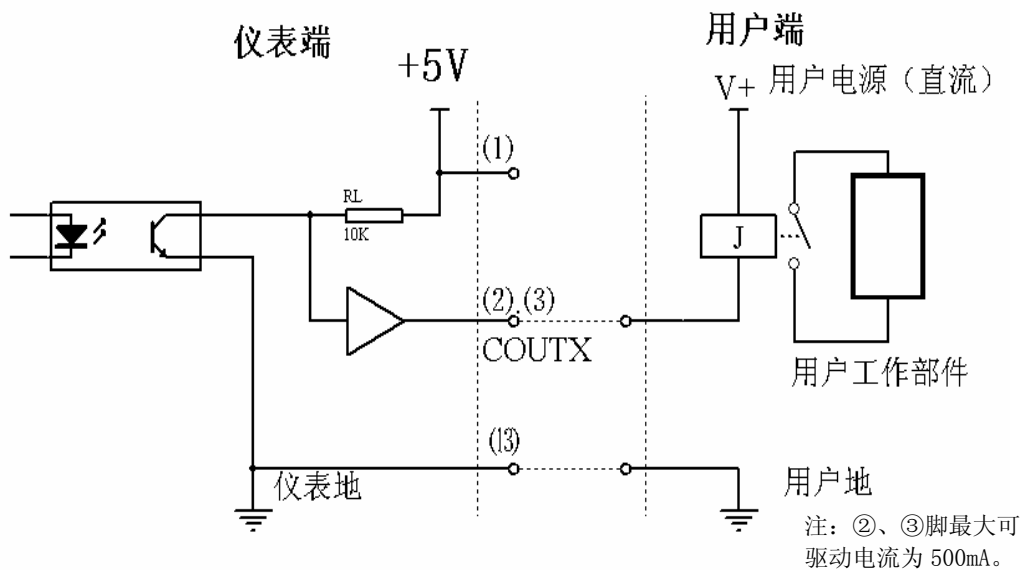 仪表端
用户端
+5V
V+ 用户电源（直流）
(1)
RL
10K
J
(2).(3)
COUTX
用户工作部件
(13)
仪表地
用户地
注：②、③脚最大可
驱动电流为 500mA。